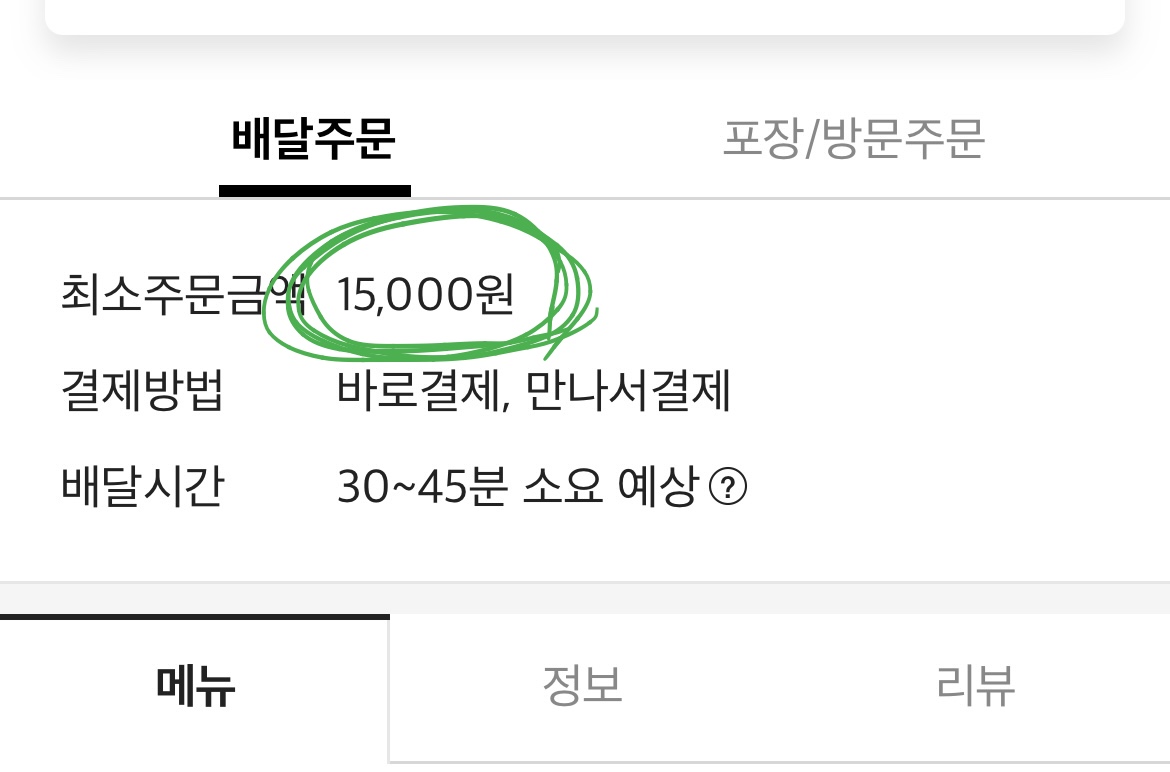 배달주문 포장/방문주문
최소주문금액 15,000원
결제방법 바로결제, 만나서결제
배달시간 30~45분 소요 예상 ?
메뉴 정보 리뷰